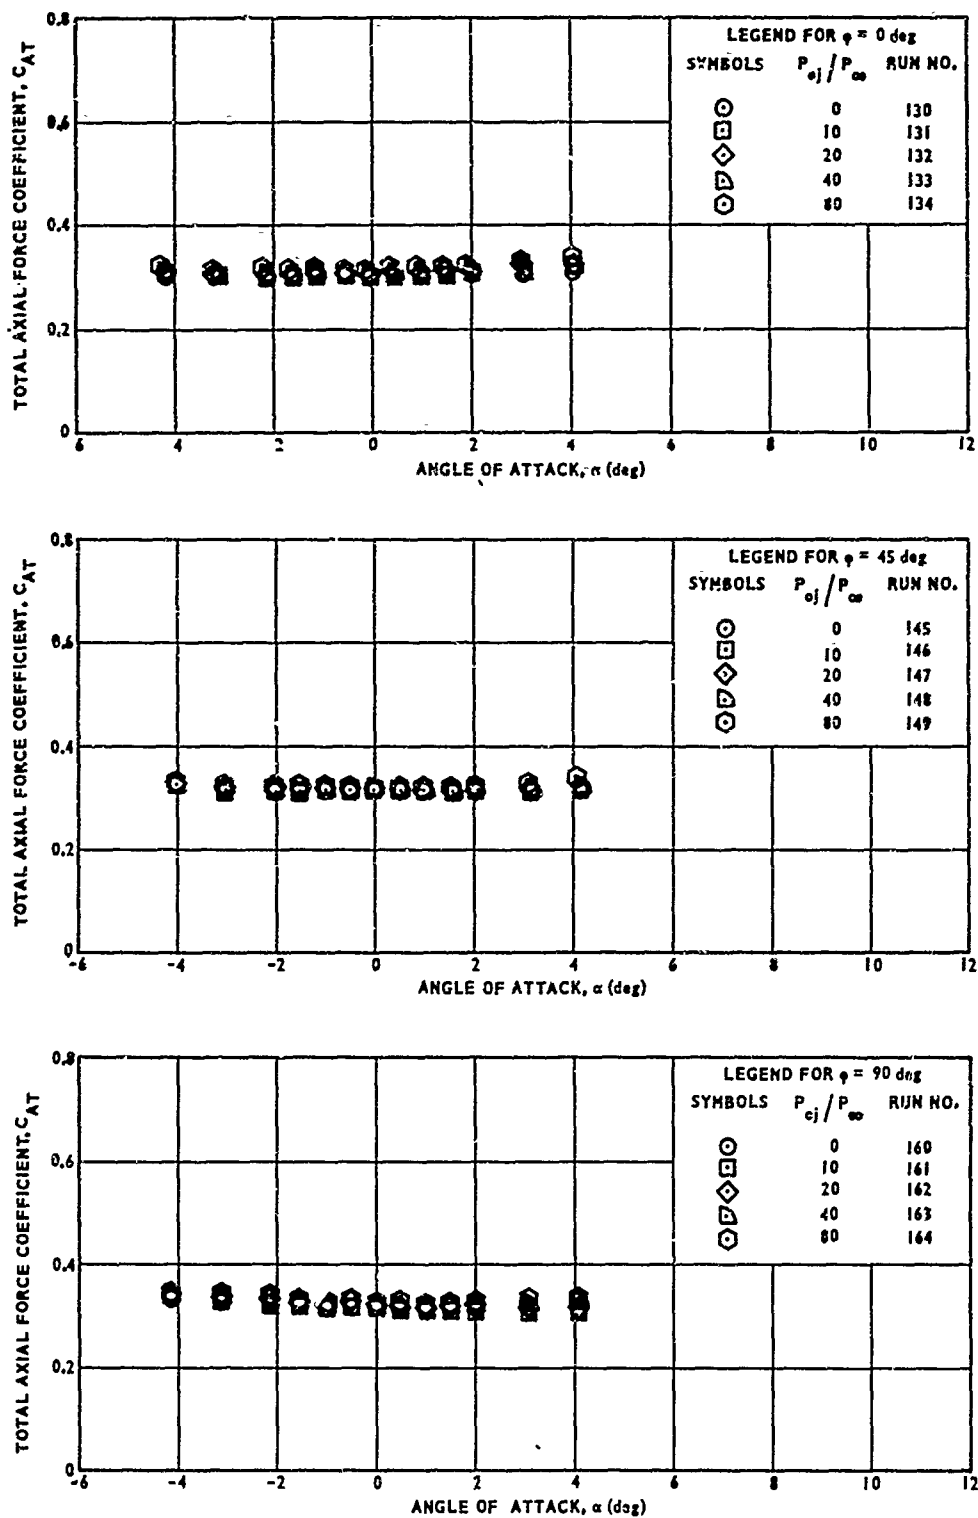 TOTAL AXIAL FORCE COEFFICIENT, C_AT
0.8
0.6
0.4
0.2
0
LEGEND FOR φ = 0 deg
SYMBOLS P_oj / P_∞ RUN NO.
0 130
10 131
20 132
40 133
80 134
6 4 2 0 2 4 6 8 10 12
ANGLE OF ATTACK, α (deg)
TOTAL AXIAL FORCE COEFFICIENT, C_AT
0.8
0.6
0.4
0.2
0
LEGEND FOR φ = 45 deg
SYMBOLS P_oj / P_∞ RUN NO.
0 145
10 146
20 147
40 148
80 149
-6 -4 -2 0 2 4 6 8 10 12
ANGLE OF ATTACK, α (deg)
TOTAL AXIAL FORCE COEFFICIENT, C_AT
0.8
0.6
0.4
0.2
0
LEGEND FOR φ = 90 deg
SYMBOLS P_oj / P_∞ RUN NO.
0 160
10 161
20 162
40 163
80 164
-6 -4 -2 0 2 4 6 8 10 12
ANGLE OF ATTACK, α (deg)